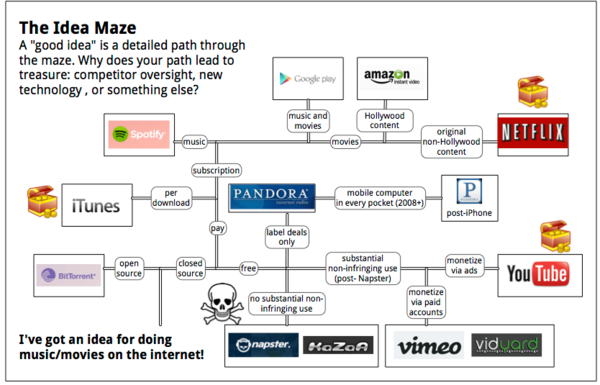 The Idea Maze
A "good idea" is a detailed path through
the maze. Why does your path lead to
treasure: competitor oversight, new
technology , or something else?
Google play
amazon
instant video
music and
movies
Hollywood
content
Spotify
music
movies
original
non-Hollywood
content
NETFLIX
subscription
iTunes
per
download
PANDORA
internet radio
mobile computer
in every pocket (2008+)
P
post-iPhone
pay
label deals
only
BitTorrent
open
source
closed
source
free
substantial
non-infringing use
(post- Napster)
monetize
via ads
YouTube
no substantial non-
infringing use
monetize
via paid
accounts
I've got an idea for doing
music/movies on the internet!
napster.
KaZaA
vimeo
vidyard